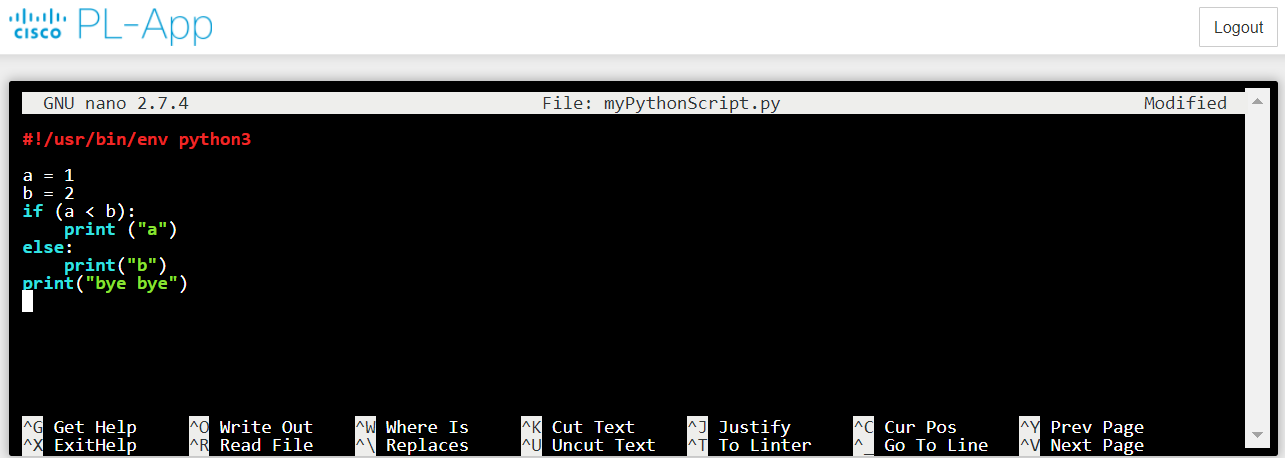 CISCO PL-App
Logout
GNU nano 2.7.4 File: myPythonScript.py Modified
#!/usr/bin/env python3
a = 1
b = 2
if (a < b):
    print ("a")
else:
    print("b")
print("bye bye")
^G Get Help ^O Write Out ^W Where Is ^K Cut Text ^J Justify ^C Cur Pos ^Y Prev Page
^X ExitHelp ^R Read File ^\ Replaces ^U Uncut Text ^T To Linter ^_ Go To Line ^V Next Page